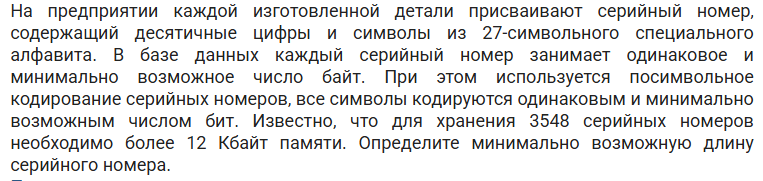 На предприятии каждой изготовленной детали присваивают серийный номер,
содержащий десятичные цифры и символы из 27-символьного специального
алфавита. В базе данных каждый серийный номер занимает одинаковое и
минимально возможное число байт. При этом используется посимвольное
кодирование серийных номеров, все символы кодируются одинаковым и минимально
возможным числом бит. Известно, что для хранения 3548 серийных номеров
необходимо более 12 Кбайт памяти. Определите минимально возможную длину
серийного номера.